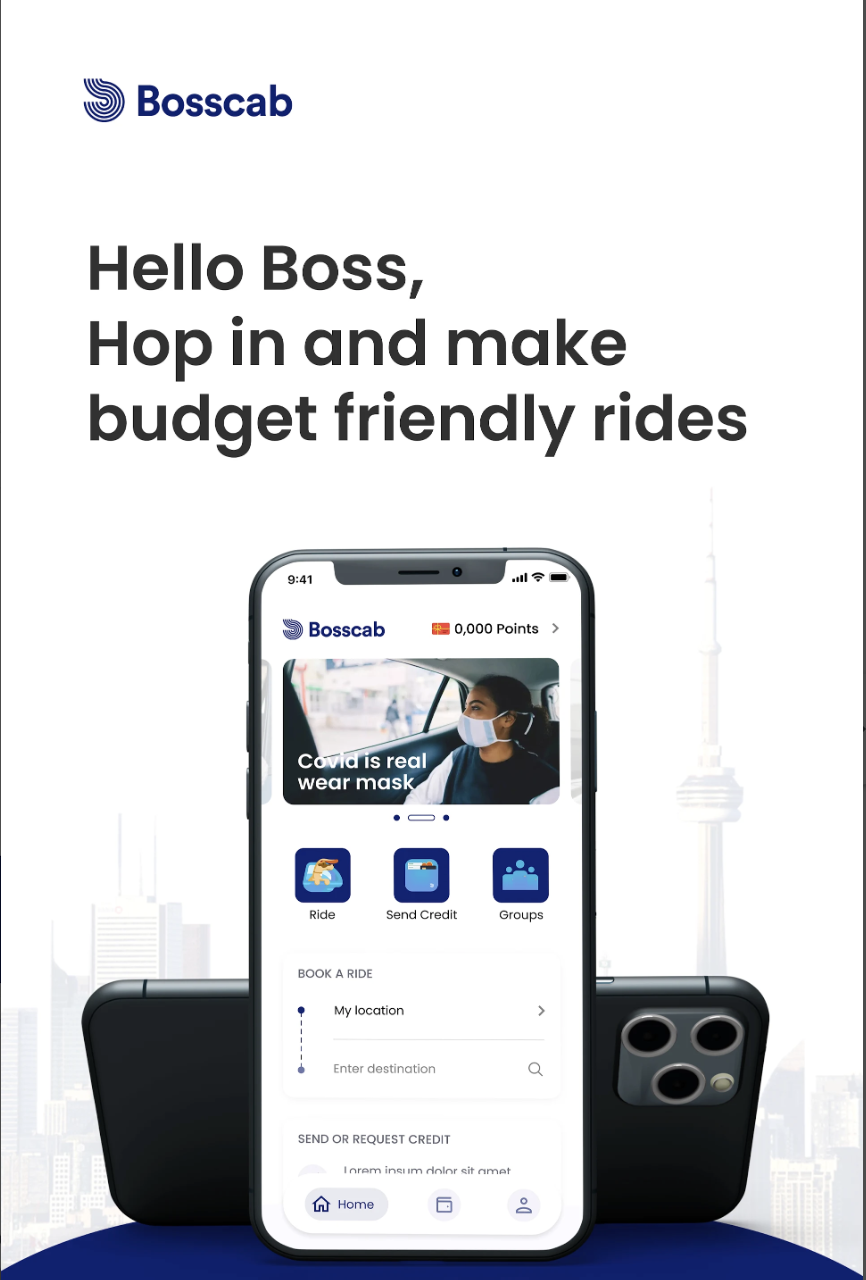 Bosscab
Hello Boss,
Hop in and make
budget friendly rides
9:41
Bosscab
0,000 Points
Covid is real
wear mask
Ride
Send Credit
Groups
BOOK A RIDE
My location
Enter destination
SEND OR REQUEST CREDIT
Lorem ipsum dolor sit amet
Home